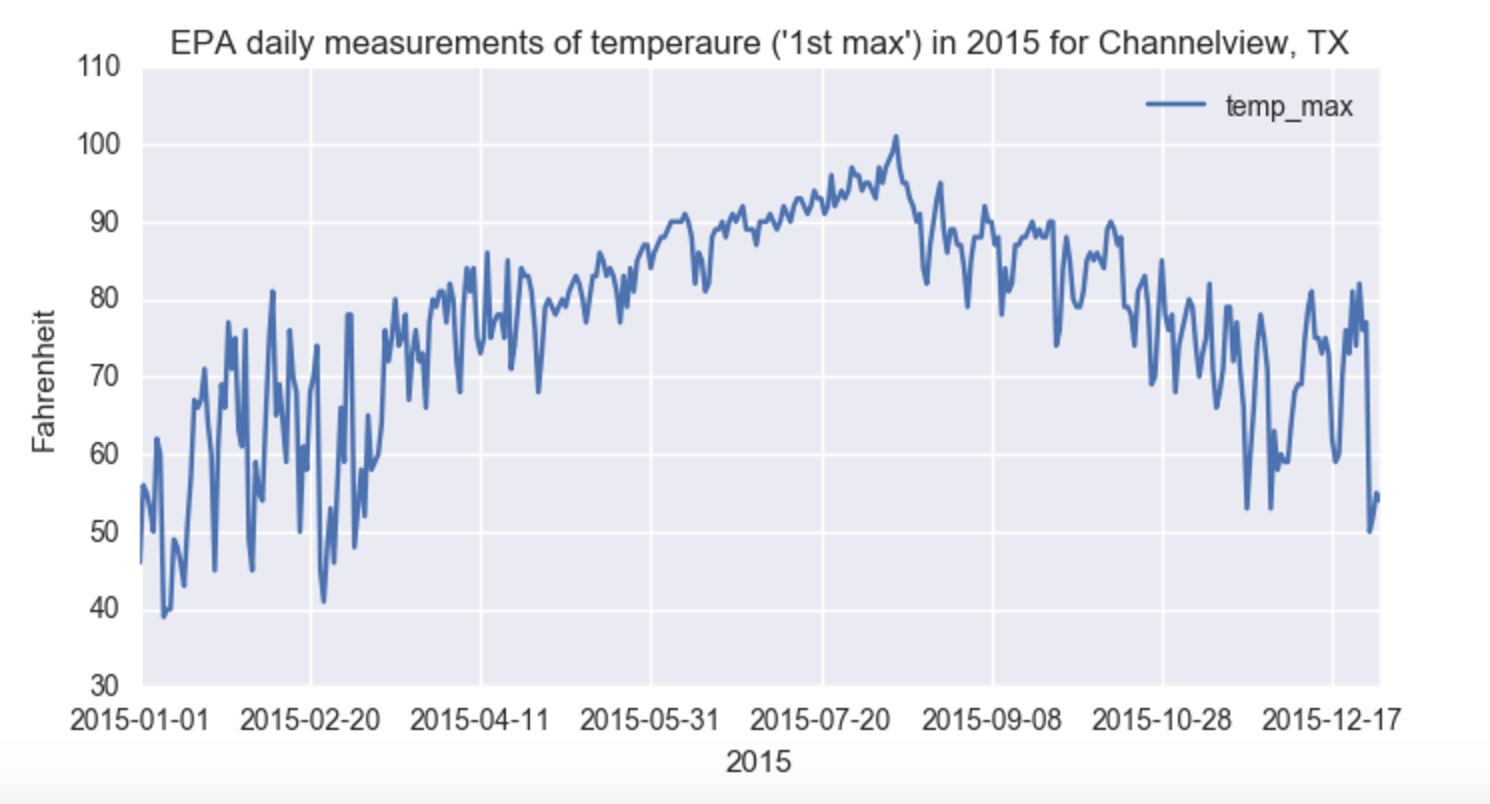 EPA daily measurements of temperaure ('1st max') in 2015 for Channelview, TX
110
temp_max
100
90
80
70
60
50
40
30
Fahrenheit
2015-01-01 2015-02-20 2015-04-11 2015-05-31 2015-07-20 2015-09-08 2015-10-28 2015-12-17
2015